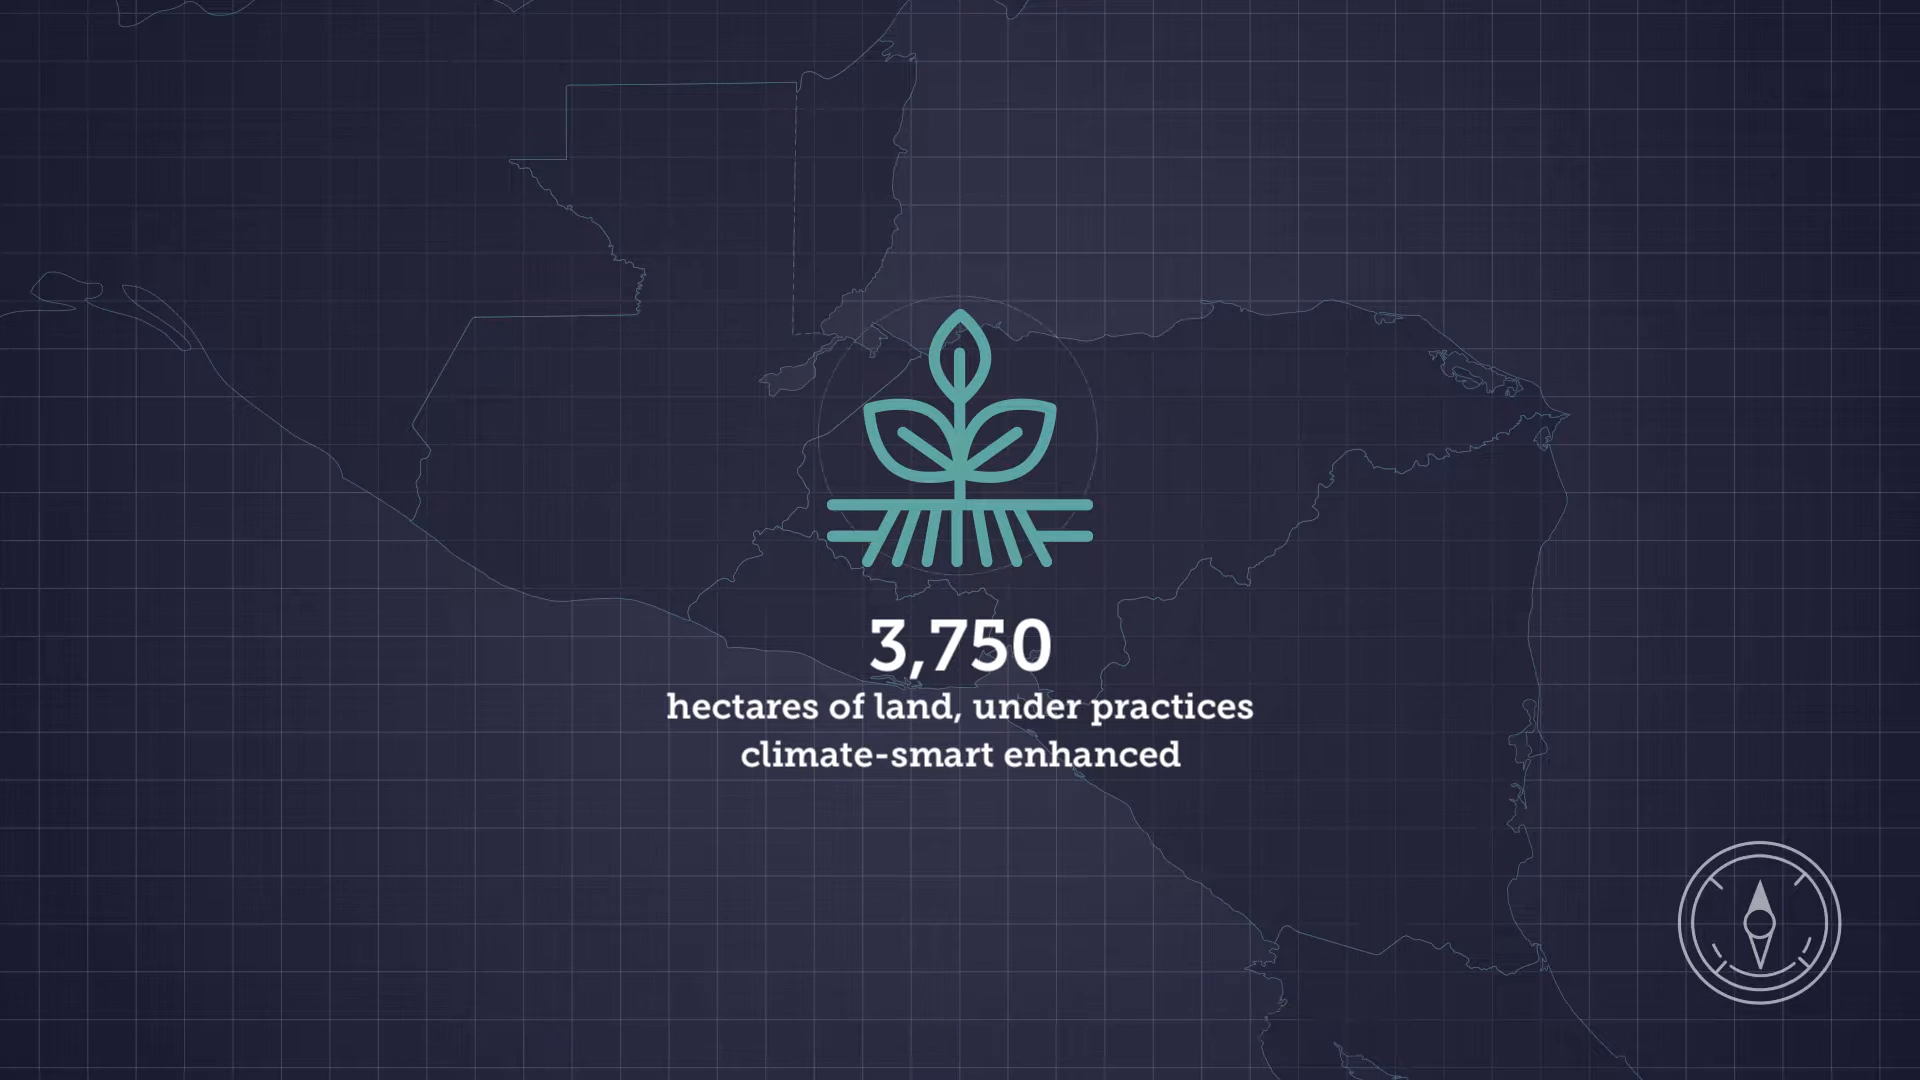 3,750
hectares of land, under practices
climate-smart enhanced